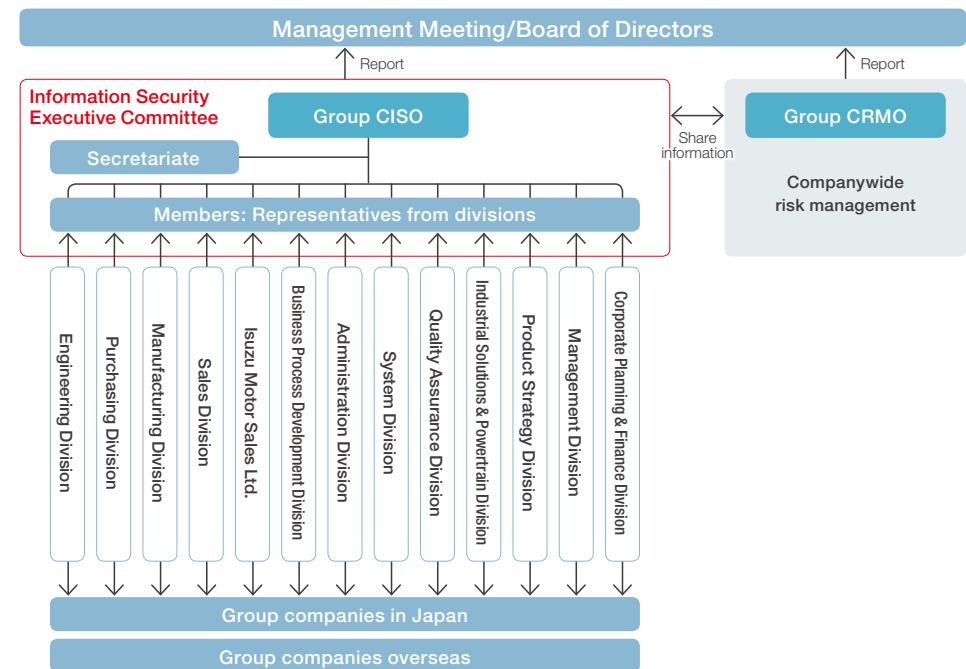 Management Meeting/Board of Directors
Report
Report
Information Security
Executive Committee
Group CISO
Share
information
Group CRMO
Secretariate
Companywide
risk management
Members: Representatives from divisions
Engineering Division
Purchasing Division
Manufacturing Division
Sales Division
Isuzu Motor Sales Ltd.
Business Process Development Division
Administration Division
System Division
Quality Assurance Division
Industrial Solutions & Powertrain Division
Product Strategy Division
Management Division
Corporate Planning & Finance Division
Group companies in Japan
Group companies overseas